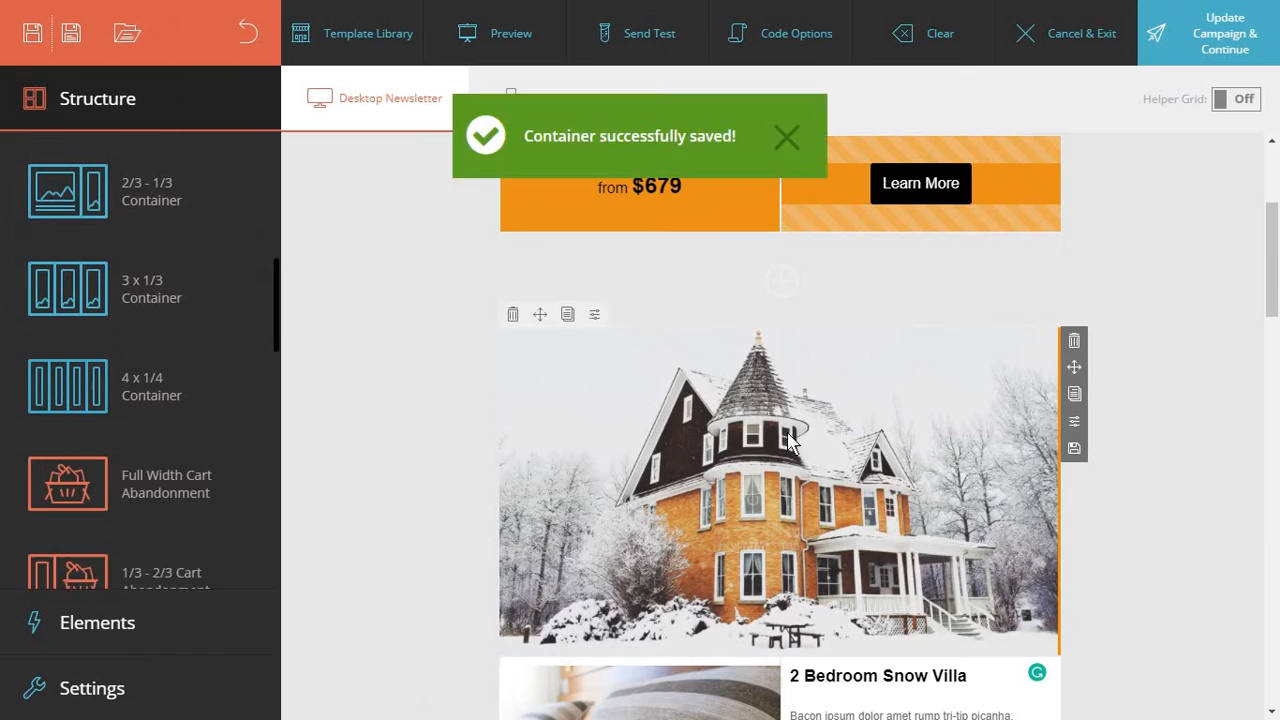 Template Library
Preview
Send Test
Code Options
Clear
Cancel & Exit
Update
Campaign &
Continue
Structure
Desktop Newsletter
Helper Grid:
Off
Container successfully saved!
from $679
Learn More
2/3 - 1/3
Container
3 x 1/3
Container
4 x 1/4
Container
Full Width Cart
Abandonment
1/3 - 2/3 Cart
Abandonment
Elements
Settings
2 Bedroom Snow Villa
Bacon ipsum dolor amet rump tri-tip picanha,